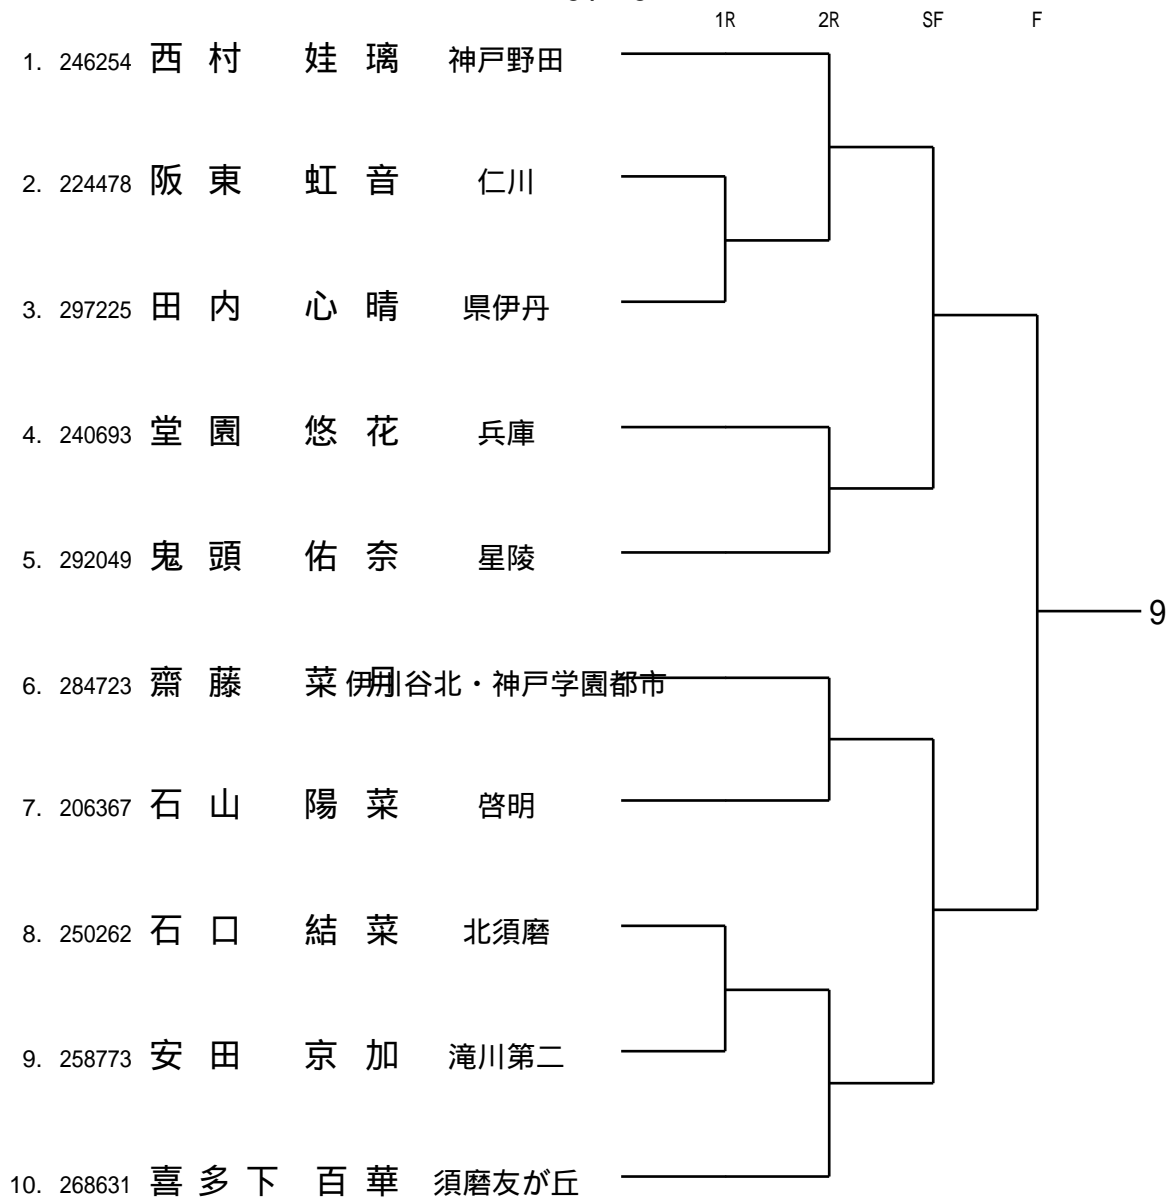 1R 2R SF F
1. 246254 西村 娃璃 神戸野田
2. 224478 阪東 虹音 仁川
3. 297225 田内 心晴 県伊丹
4. 240693 堂園 悠花 兵庫
5. 292049 鬼頭 佑奈 星陵
9
6. 284723 齋藤 菜月 伊川谷北・神戸学園都市
7. 206367 石山 陽菜 啓明
8. 250262 石口 結菜 北須磨
9. 258773 安田 京加 滝川第二
10. 268631 喜多下 百華 須磨友が丘